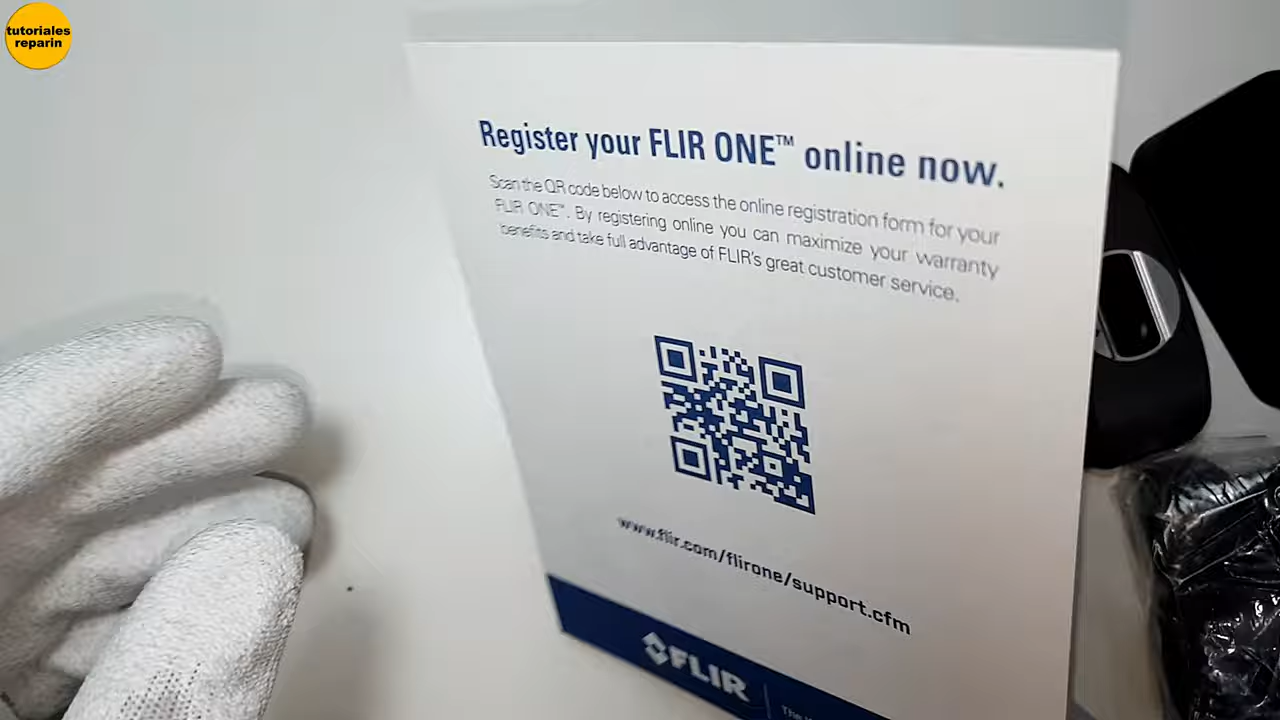 tutoriales
reparin
Register your FLIR ONE™ online now.
Scan the QR code below to access the online registration form for your
FLIR ONE™. By registering online you can maximize your warranty
benefits and take full advantage of FLIR's great customer service.
www.flir.com/flirone/support.cfm
FLIR